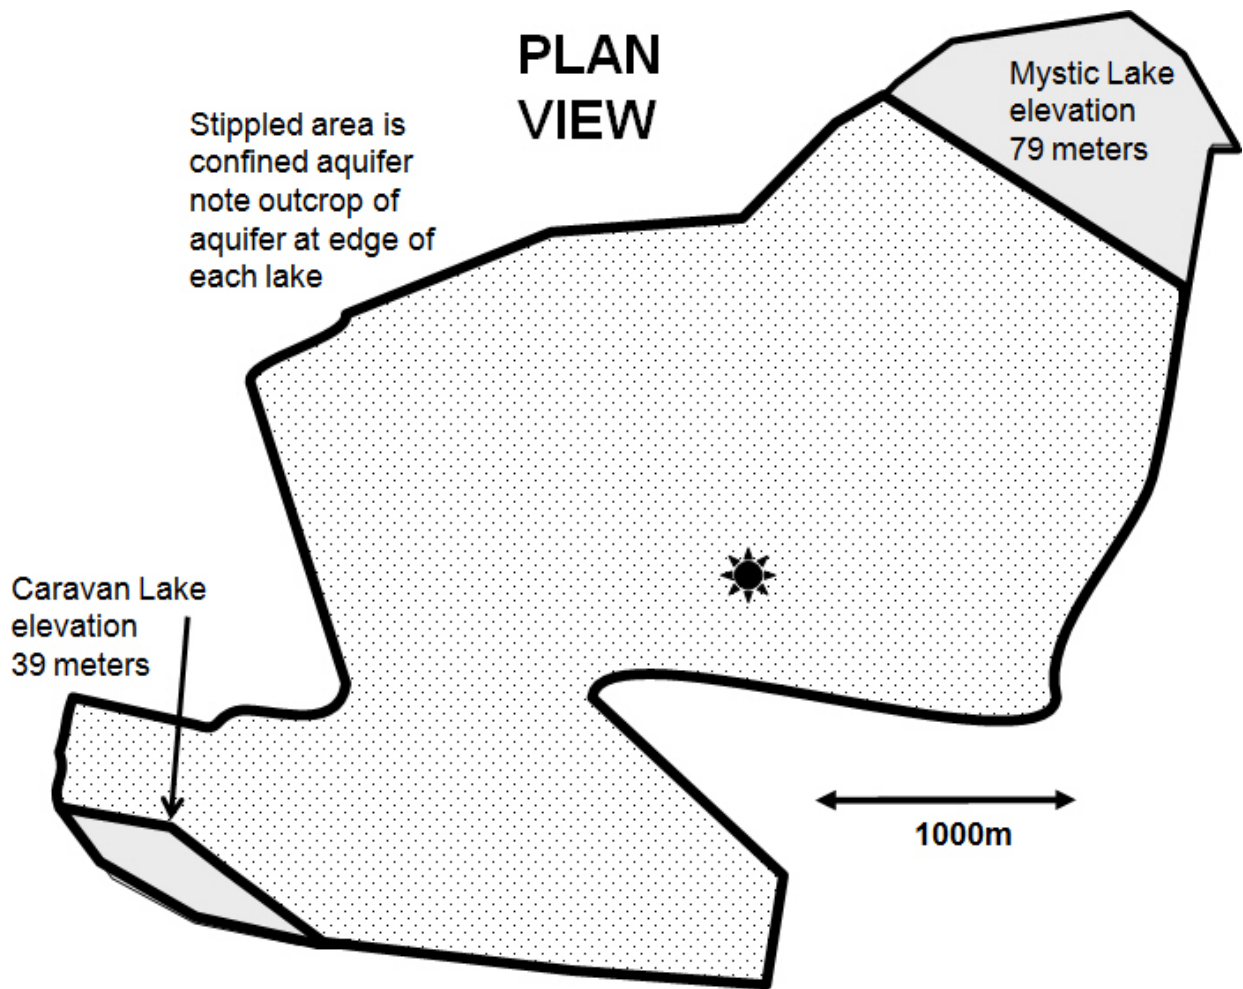 PLAN
VIEW
Mystic Lake
elevation
79 meters
Stippled area is
confined aquifer
note outcrop of
aquifer at edge of
each lake
Caravan Lake
elevation
39 meters
1000m